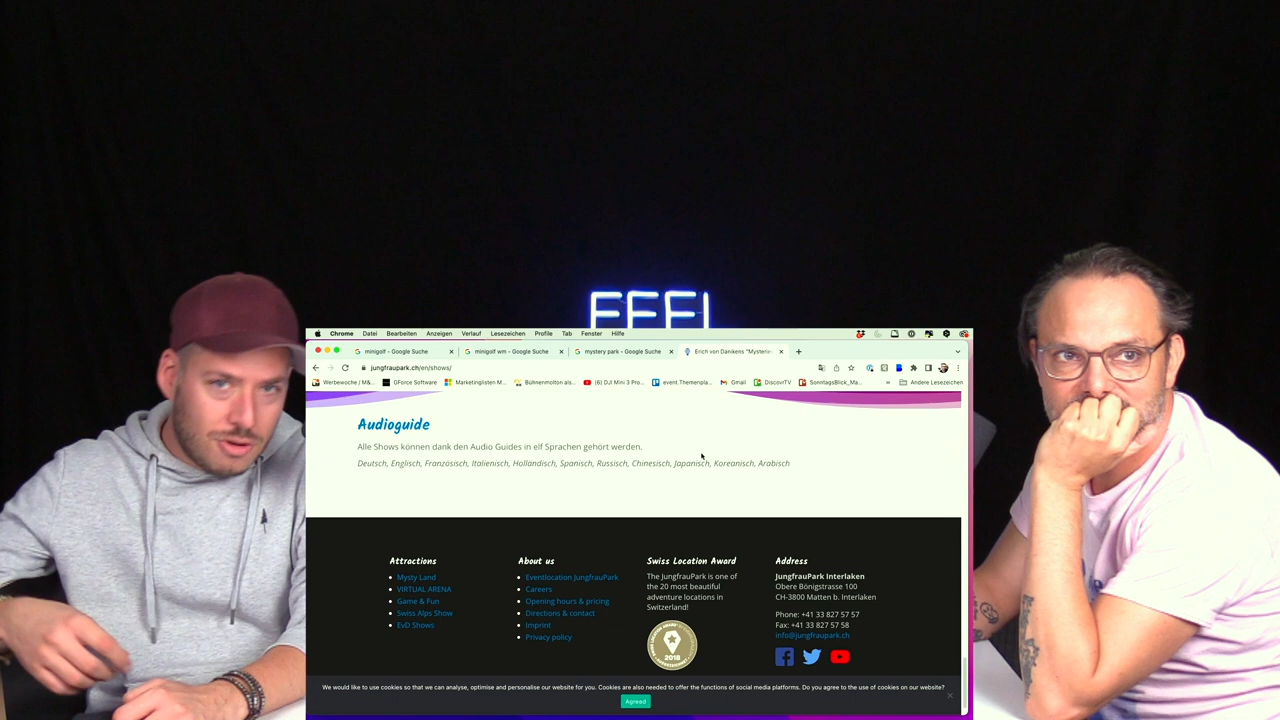 FEEL
Chrome Datei Bearbeiten Anzeigen Verlauf Lesezeichen Profile Tab Fenster Hilfe
minigolf - Google Suche
minigolf wm - Google Suche
mystery park - Google Suche
Erich von Dänikens "Mysterie
jungfraupark.ch/en/shows/
Werbewoche / M&... GForce Software Marketinglisten M... Bühnenmolton als... (6) DJI Mini 3 Pro... event.Themenpla... Gmail DiscovrTV SonntagsBlick_Ma... » Andere Lesezeichen
Audioguide
Alle Shows können dank den Audio Guides in elf Sprachen gehört werden.
Deutsch, Englisch, Französisch, Italienisch, Holländisch, Spanisch, Russisch, Chinesisch, Japanisch, Koreanisch, Arabisch
Attractions
Mysty Land
VIRTUAL ARENA
Game & Fun
Swiss Alps Show
EvD Shows
About us
Eventlocation JungfrauPark
Careers
Opening hours & pricing
Directions & contact
Imprint
Privacy policy
Swiss Location Award
The JungfrauPark is one of
the 20 most beautiful
adventure locations in
Switzerland!
2018
Address
JungfrauPark Interlaken
Obere Bönigstrasse 100
CH-3800 Matten b. Interlaken
Phone: +41 33 827 57 57
Fax: +41 33 827 57 58
info@jungfraupark.ch
We would like to use cookies so that we can analyse, optimise and personalise our website for you. Cookies are also needed to offer the functions of social media platforms. Do you agree to the use of cookies on our website?
Agreed